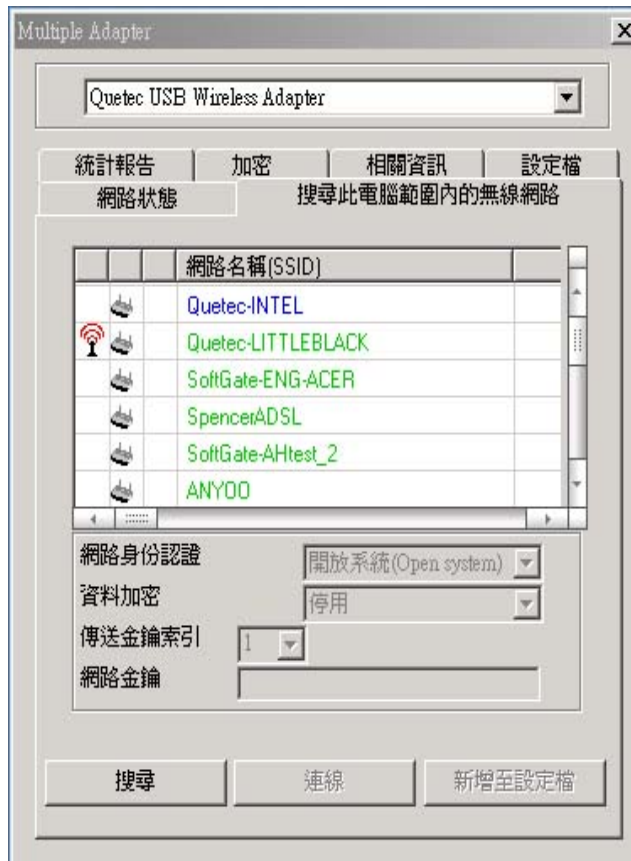 Multiple Adapter
Quetec USB Wireless Adapter
統計報告 加密 相關資訊 設定檔
網路狀態 搜尋此電腦範圍內的無線網路
網路名稱(SSID)
Quetec-INTEL
Quetec-LITTLEBLACK
SoftGate-ENG-ACER
SpencerADSL
SoftGate-AHtest_2
ANYOO
網路身份認證 開放系統(Open system)
資料加密 停用
傳送金鑰索引 1
網路金鑰
搜尋 連線 新增至設定檔